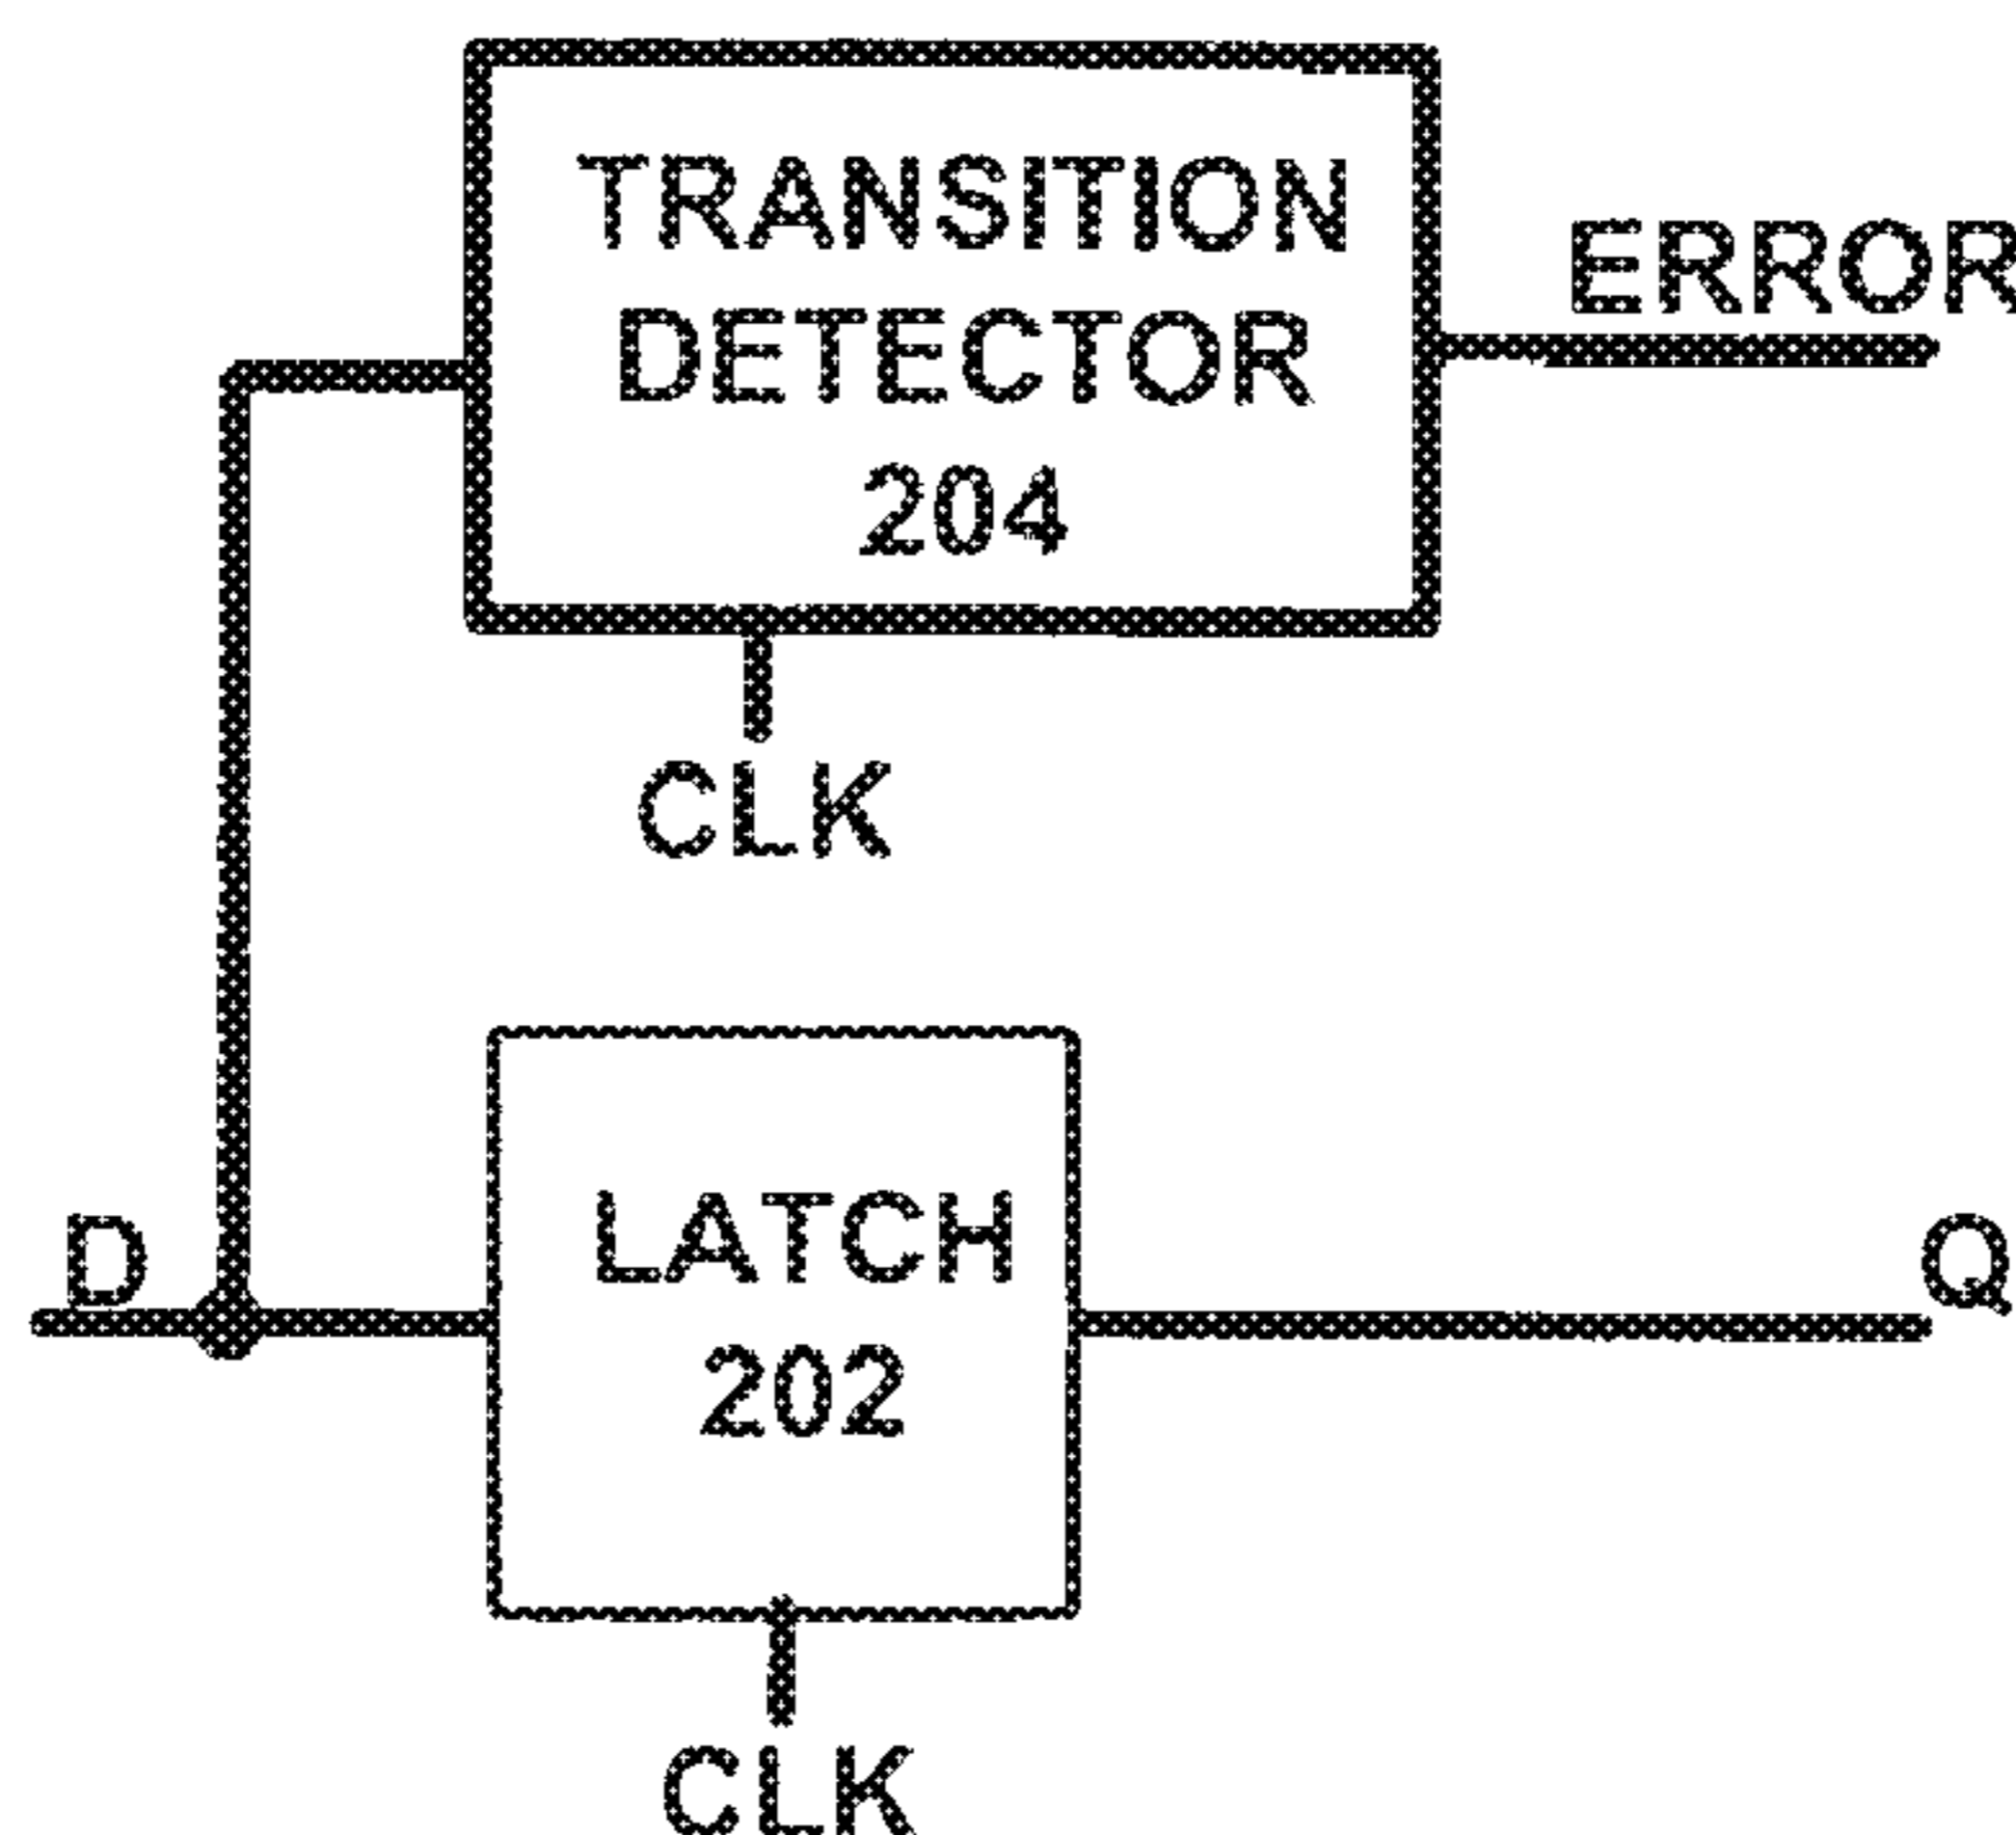 TRANSITION
DETECTOR
204
ERROR
CLK
D
LATCH
202
Q
CLK